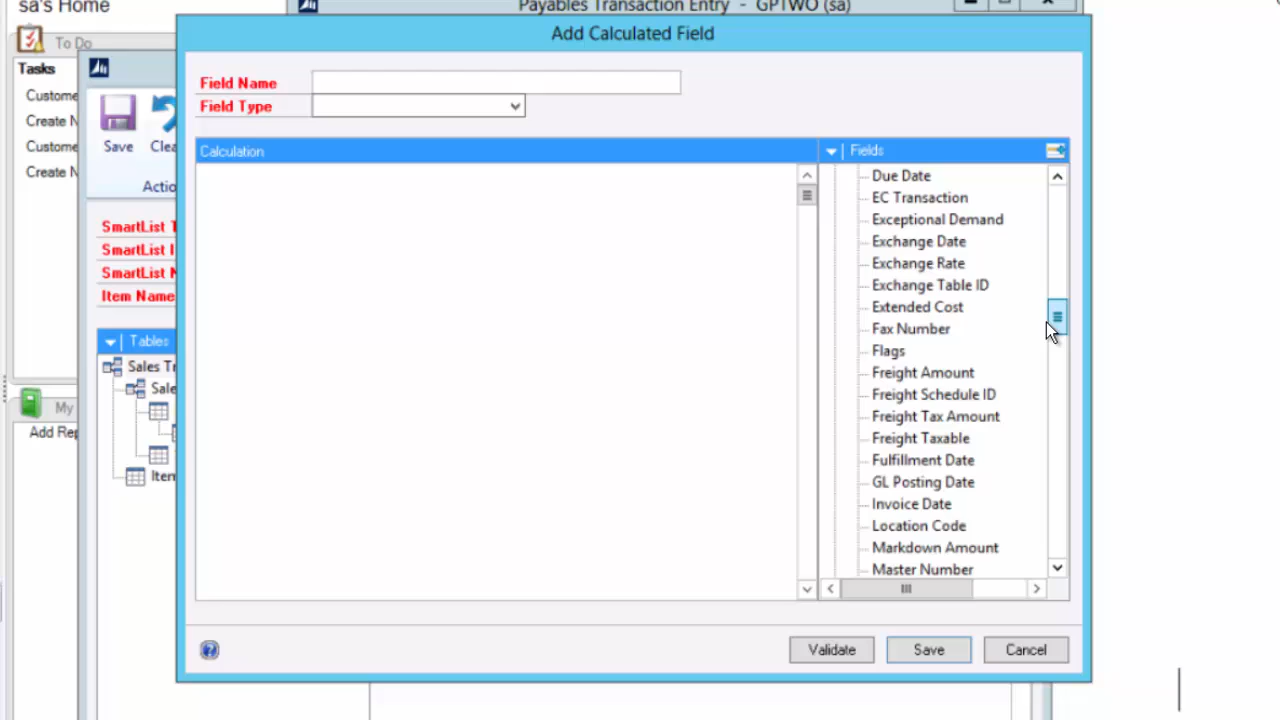 sa's Home
Payables Transaction Entry - GPTWO (sa)
Add Calculated Field
To Do
Tasks
Custome
Create N
Custome
Create N
Save
Clea
Actio
Field Name
Field Type
Calculation
Fields
Due Date
EC Transaction
Exceptional Demand
Exchange Date
Exchange Rate
Exchange Table ID
Extended Cost
Fax Number
Flags
Freight Amount
Freight Schedule ID
Freight Tax Amount
Freight Taxable
Fulfillment Date
GL Posting Date
Invoice Date
Location Code
Markdown Amount
Master Number
SmartList T
SmartList I
SmartList N
Item Name
Tables
Sales Tr
Sale
Item
My
Add Rep
Validate
Save
Cancel